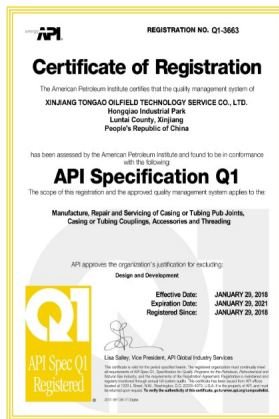 API
REGISTRATION NO. Q1-3663
Certificate of Registration
The American Petroleum Institute certifies that the quality management system of
XINJIANG TONGAO OILFIELD TECHNOLOGY SERVICE CO., LTD.
Hongqiao Industrial Park
Luntai County, Xinjiang
People's Republic of China
has been assessed by the American Petroleum Institute and found to be in conformance
with the following:
API Specification Q1
The scope of this registration and the approved quality management system applies to the:
Manufacture, Repair and Servicing of Casing or Tubing Pub Joints,
Casing or Tubing Couplings, Accessories and Threading
API approves the organization's justification for excluding:
Design and Development
Effective Date: JANUARY 29, 2018
Expiration Date: JANUARY 29, 2021
Registered Since: JANUARY 29, 2018
Q1
API Spec Q1
Registered
Lisa Salley, Vice President, API Global Industry Services